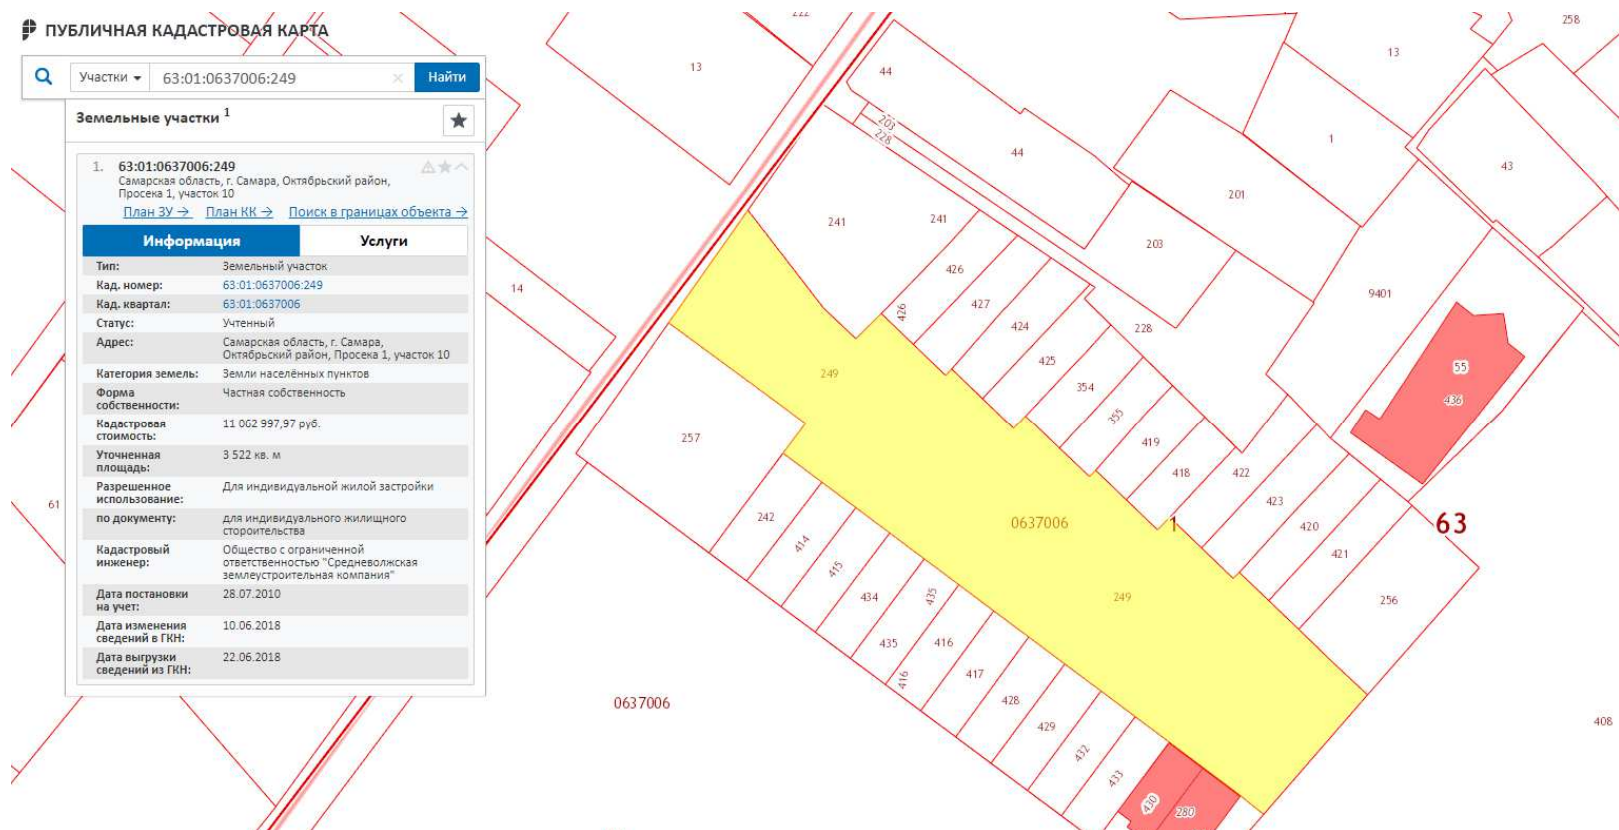 ПУБЛИЧНАЯ КАДАСТРОВАЯ КАРТА
Участки
63:01:0637006:249
Найти
Земельные участки 1
1. 63:01:0637006:249
Самарская область, г. Самара, Октябрьский район,
Просека 1, участок 10
План ЗУ → План КК → Поиск в границах объекта →
Информация Услуги
Тип: Земельный участок
Кад. номер: 63:01:0637006:249
Кад. квартал: 63:01:0637006
Статус: Учтенный
Адрес: Самарская область, г. Самара,
Октябрьский район, Просека 1, участок 10
Категория земель: Земли населённых пунктов
Форма
собственности: Частная собственность
Кадастровая
стоимость: 11 062 997,97 руб.
Уточненная
площадь: 3 522 кв. м
Разрешенное
использование: Для индивидуальной жилой застройки
по документу: для индивидуального жилищного
стороительства
Кадастровый
инженер: Общество с ограниченной
ответственностью "Средневолжская
землеустроительная компания"
Дата постановки
на учет: 28.07.2010
Дата изменения
сведений в ГКН: 10.06.2018
Дата выгрузки
сведений из ГКН: 22.06.2018
222
258
13
13
44
44
203
228
1
43
201
241
241
203
426
14
9401
426
427
424
228
425
249
354
55
436
355
257
419
418
422
423
61
242
0637006
1
420
63
414
421
415
434
435
249
256
435
416
416
417
428
0637006
429
408
432
433
430
280